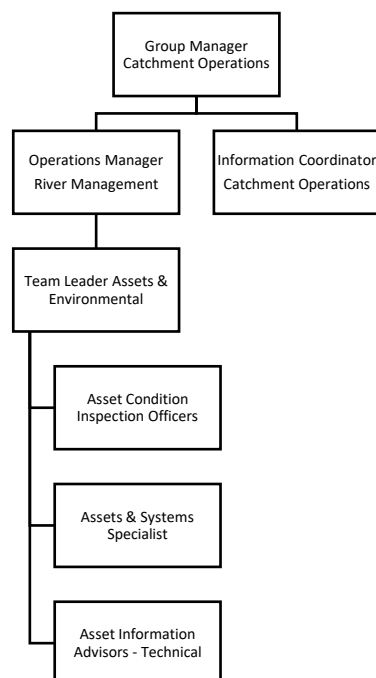 Group Manager
Catchment Operations
Operations Manager
River Management
Information Coordinator
Catchment Operations
Team Leader Assets &
Environmental
Asset Condition
Inspection Officers
Assets & Systems
Specialist
Asset Information
Advisors - Technical